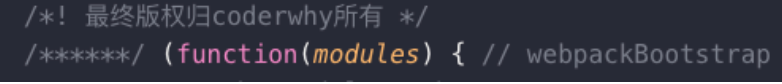 /*! 最终版权归coderwhy所有 */
/******/ (function(modules) { // webpackBootstrap